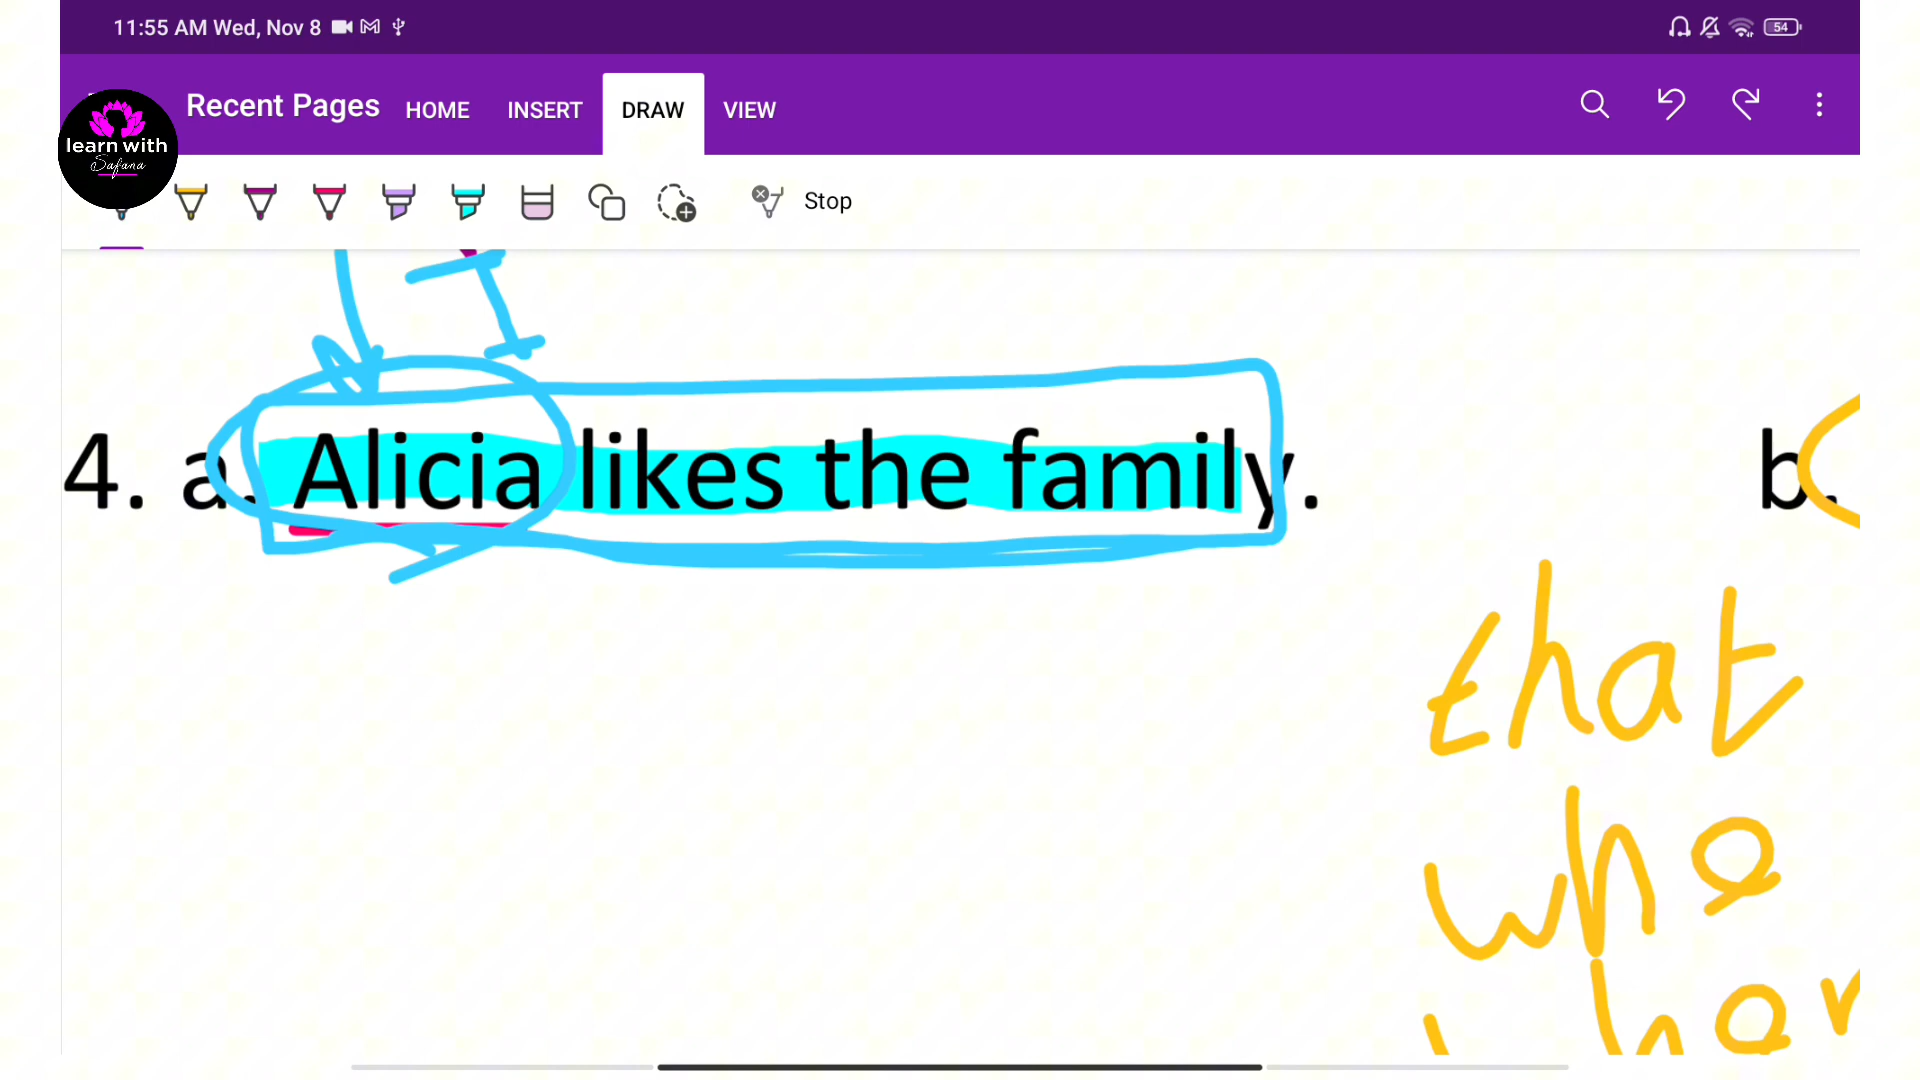 11:55 AM Wed, Nov 8
54
Recent Pages HOME INSERT DRAW VIEW
learn with
Safana
Stop
4. a. Alicia likes the family.
b.
that
who